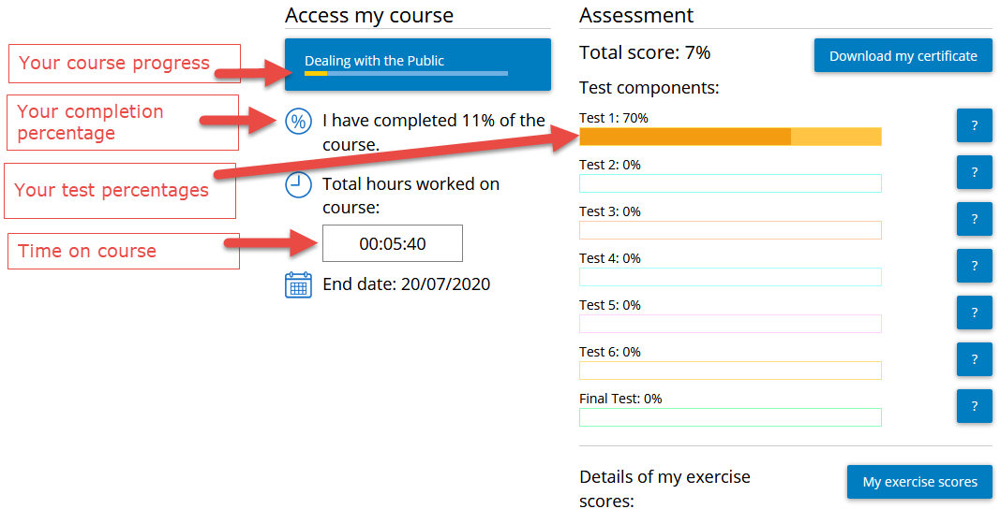 Access my course
Assessment
Your course progress
Your completion
percentage
Your test percentages
Time on course
Dealing with the Public
%
I have completed 11% of the
course.
Total hours worked on
course:
00:05:40
End date: 20/07/2020
Total score: 7%
Download my certificate
Test components:
Test 1: 70%
?
Test 2: 0%
?
Test 3: 0%
?
Test 4: 0%
?
Test 5: 0%
?
Test 6: 0%
?
Final Test: 0%
?
Details of my exercise
scores:
My exercise scores